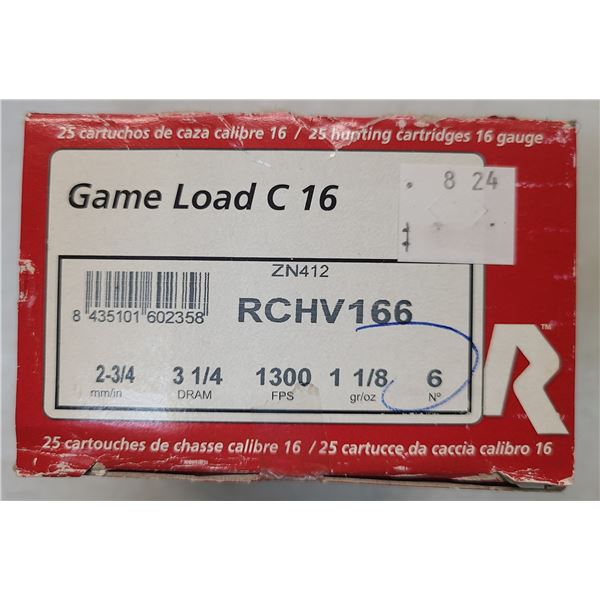 25 cartuchos de caza calibre 16 / 25 hunting cartridges 16 gauge
Game Load C 16
8 24
ZN412
8 435101 602358
RCHV166
2-3/4 3 1/4 1300 1 1/8 6
mm/in DRAM FPS gr/oz Nº
R™
25 cartouches de chasse calibre 16 / 25 cartucce da caccia calibro 16